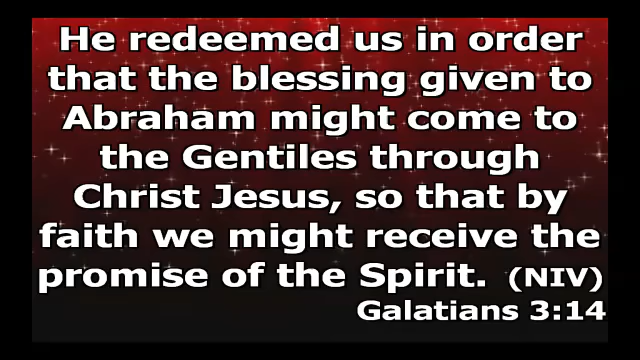 He redeemed us in order
that the blessing given to
Abraham might come to
the Gentiles through
Christ Jesus, so that by
faith we might receive the
promise of the Spirit. (NIV)
Galatians 3:14